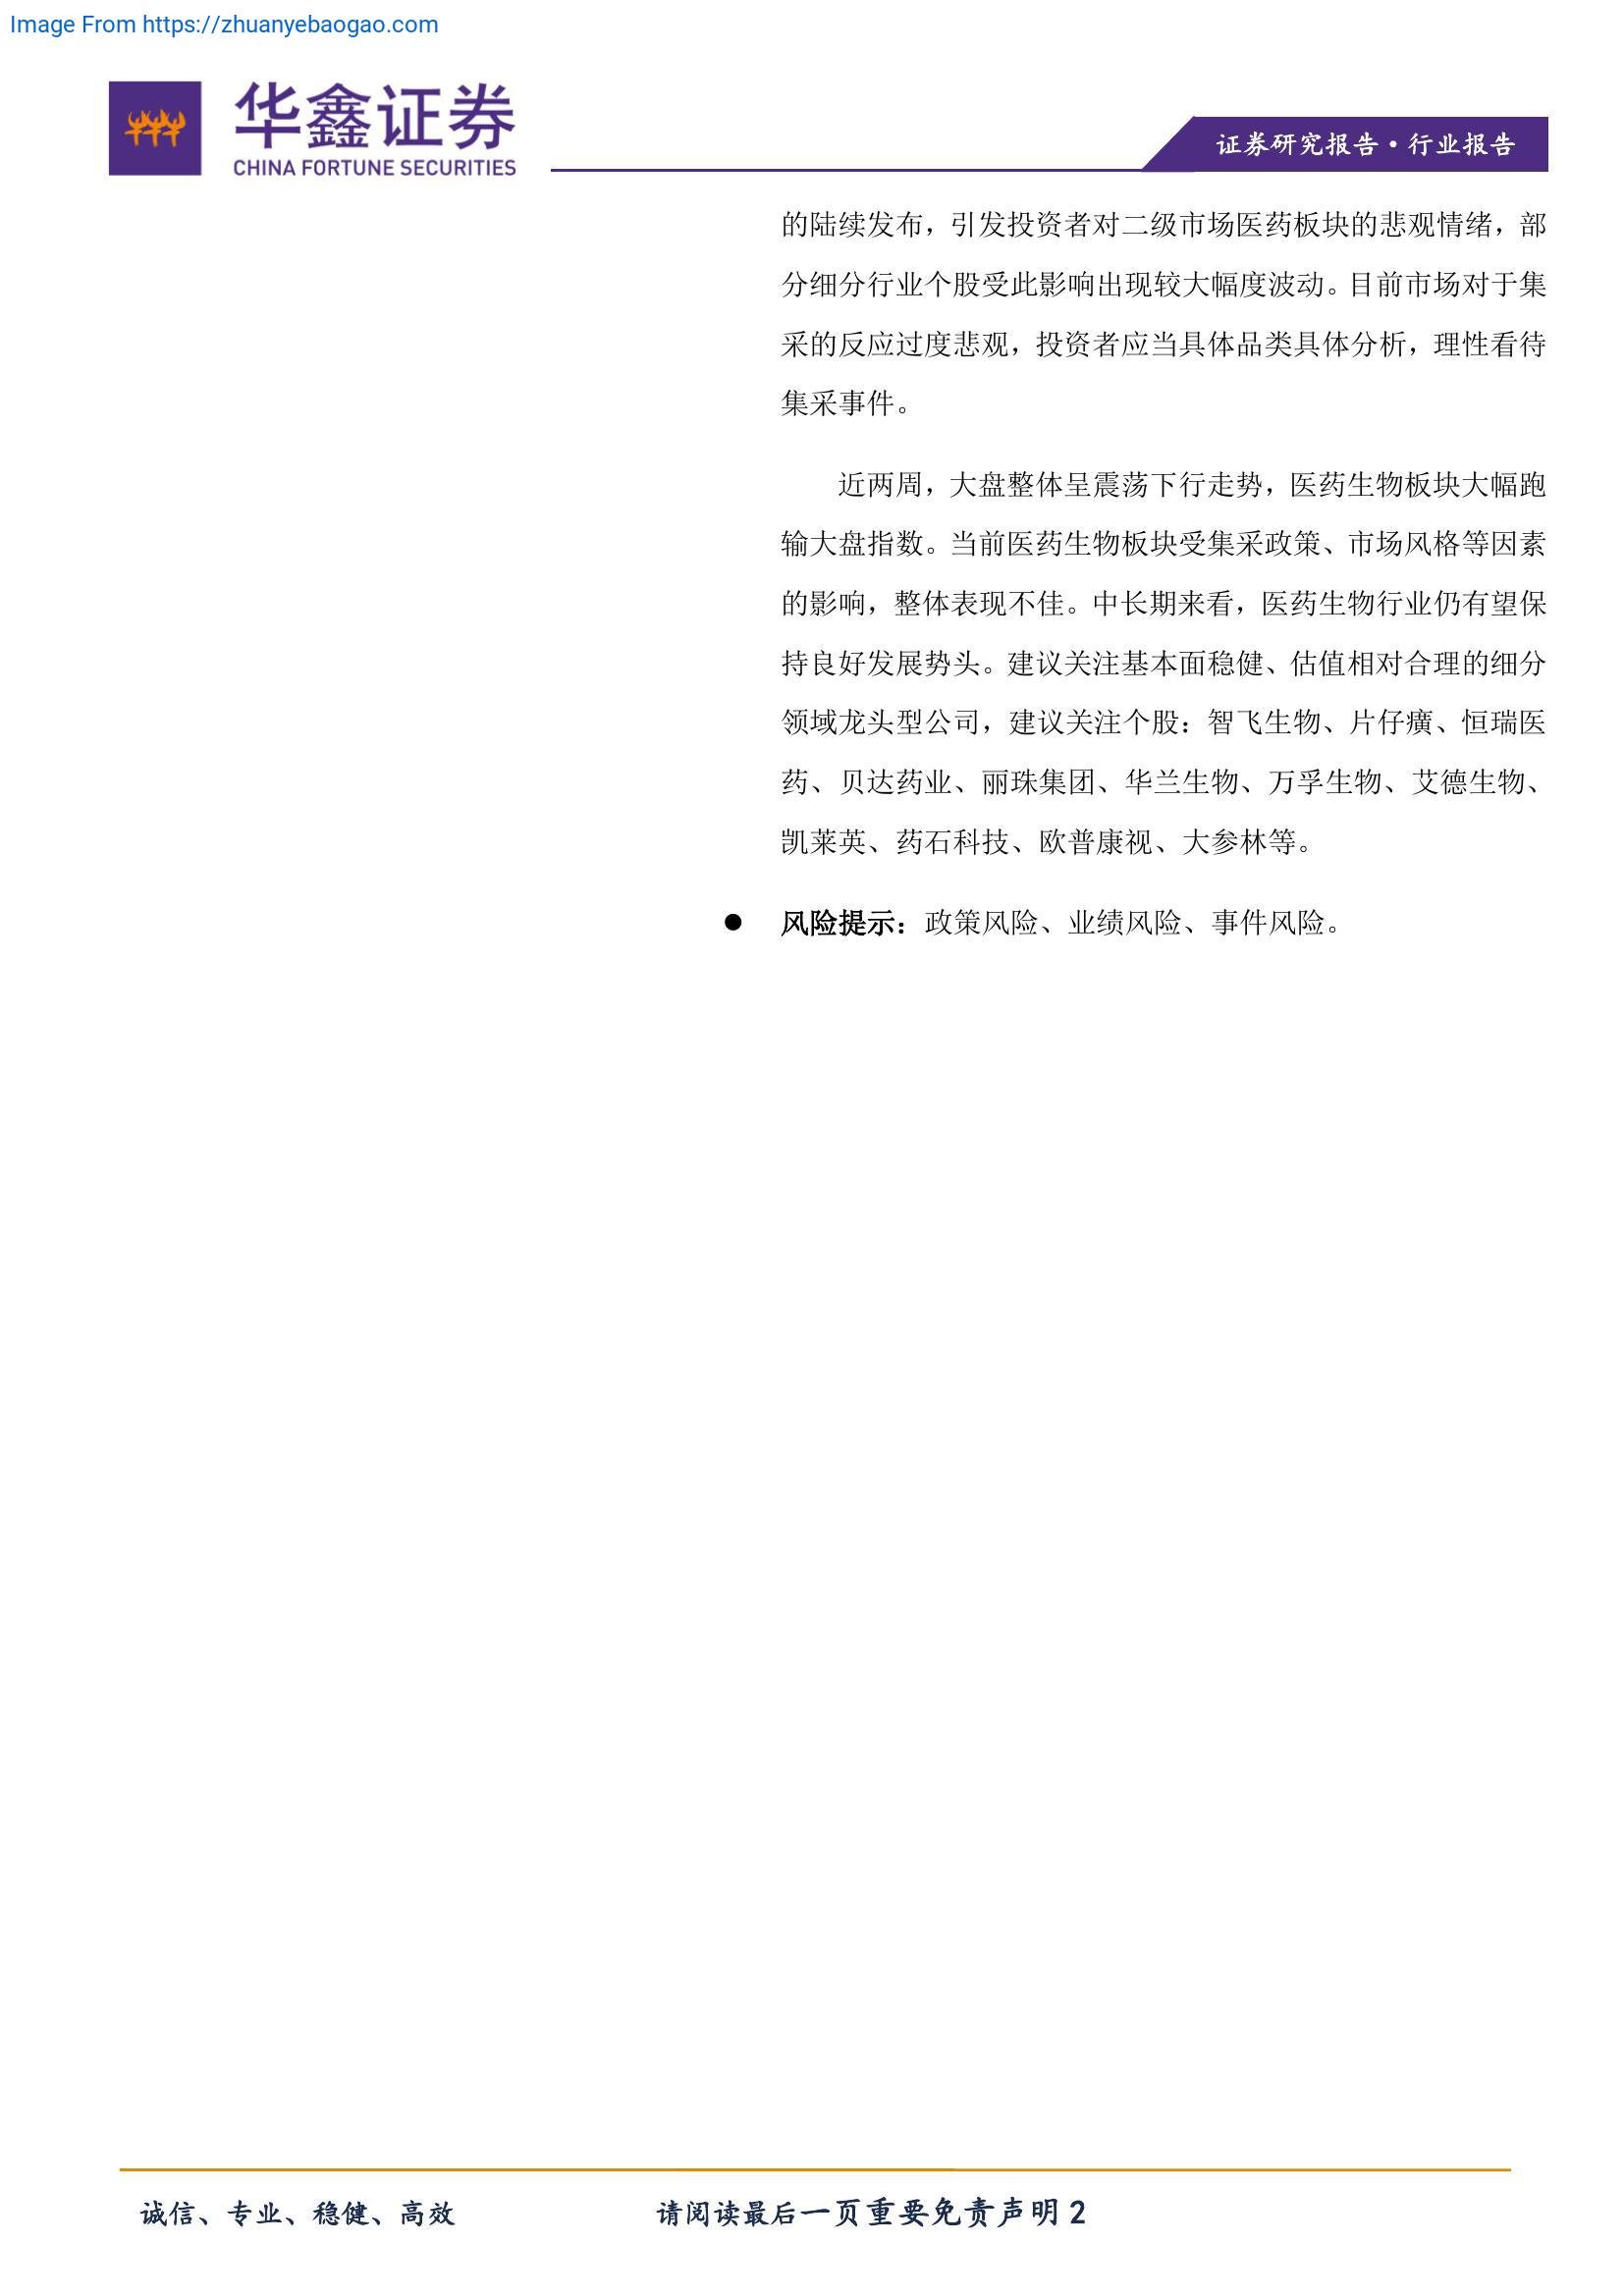 Image From https://zhuanyebaogao.com
华鑫证券
CHINA FORTUNE SECURITIES
证券研究报告·行业报告
的陆续发布，引发投资者对二级市场医药板块的悲观情绪，部
分细分行业个股受此影响出现较大幅度波动。目前市场对于集
采的反应过度悲观，投资者应当具体品类具体分析，理性看待
集采事件。
近两周，大盘整体呈震荡下行走势，医药生物板块大幅跑
输大盘指数。当前医药生物板块受集采政策、市场风格等因素
的影响，整体表现不佳。中长期来看，医药生物行业仍有望保
持良好发展势头。建议关注基本面稳健、估值相对合理的细分
领域龙头型公司，建议关注个股：智飞生物、片仔癀、恒瑞医
药、贝达药业、丽珠集团、华兰生物、万孚生物、艾德生物、
凯莱英、药石科技、欧普康视、大参林等。
● 风险提示：政策风险、业绩风险、事件风险。
诚信、专业、稳健、高效 请阅读最后一页重要免责声明 2